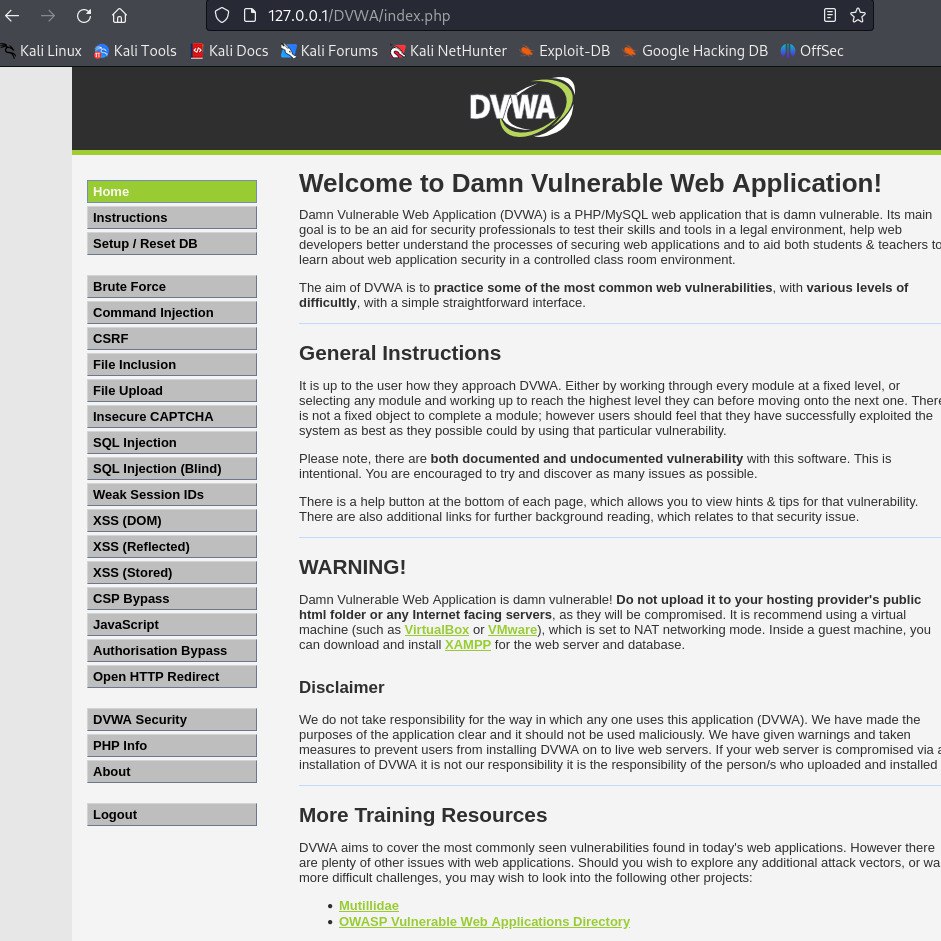 127.0.0.1/DVWA/index.php
Kali Linux Kali Tools Kali Docs Kali Forums Kali NetHunter Exploit-DB Google Hacking DB OffSec
DVWA
Home
Instructions
Setup / Reset DB
Brute Force
Command Injection
CSRF
File Inclusion
File Upload
Insecure CAPTCHA
SQL Injection
SQL Injection (Blind)
Weak Session IDs
XSS (DOM)
XSS (Reflected)
XSS (Stored)
CSP Bypass
JavaScript
Authorisation Bypass
Open HTTP Redirect
DVWA Security
PHP Info
About
Logout
Welcome to Damn Vulnerable Web Application!
Damn Vulnerable Web Application (DVWA) is a PHP/MySQL web application that is damn vulnerable. Its main
goal is to be an aid for security professionals to test their skills and tools in a legal environment, help web
developers better understand the processes of securing web applications and to aid both students & teachers to
learn about web application security in a controlled class room environment.
The aim of DVWA is to practice some of the most common web vulnerabilities, with various levels of
difficultly, with a simple straightforward interface.
General Instructions
It is up to the user how they approach DVWA. Either by working through every module at a fixed level, or
selecting any module and working up to reach the highest level they can before moving onto the next one. There
is not a fixed object to complete a module; however users should feel that they have successfully exploited the
system as best as they possible could by using that particular vulnerability.
Please note, there are both documented and undocumented vulnerability with this software. This is
intentional. You are encouraged to try and discover as many issues as possible.
There is a help button at the bottom of each page, which allows you to view hints & tips for that vulnerability.
There are also additional links for further background reading, which relates to that security issue.
WARNING!
Damn Vulnerable Web Application is damn vulnerable! Do not upload it to your hosting provider's public
html folder or any Internet facing servers, as they will be compromised. It is recommend using a virtual
machine (such as VirtualBox or VMware), which is set to NAT networking mode. Inside a guest machine, you
can download and install XAMPP for the web server and database.
Disclaimer
We do not take responsibility for the way in which any one uses this application (DVWA). We have made the
purposes of the application clear and it should not be used maliciously. We have given warnings and taken
measures to prevent users from installing DVWA on to live web servers. If your web server is compromised via a
installation of DVWA it is not our responsibility it is the responsibility of the person/s who uploaded and installed
More Training Resources
DVWA aims to cover the most commonly seen vulnerabilities found in today's web applications. However there
are plenty of other issues with web applications. Should you wish to explore any additional attack vectors, or wa
more difficult challenges, you may wish to look into the following other projects:
• Mutillidae
• OWASP Vulnerable Web Applications Directory